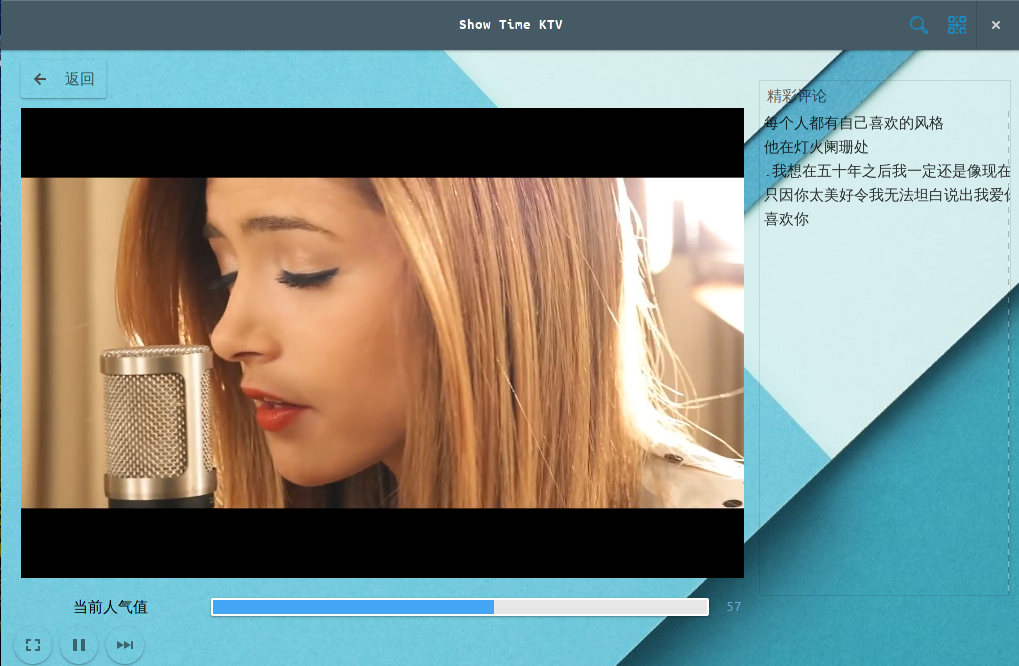 Show Time KTV
返回
精彩评论
每个人都有自己喜欢的风格
他在灯火阑珊处
.我想在五十年之后我一定还是像现在
只因你太美好令我无法坦白说出我爱你
喜欢你
当前人气值
57